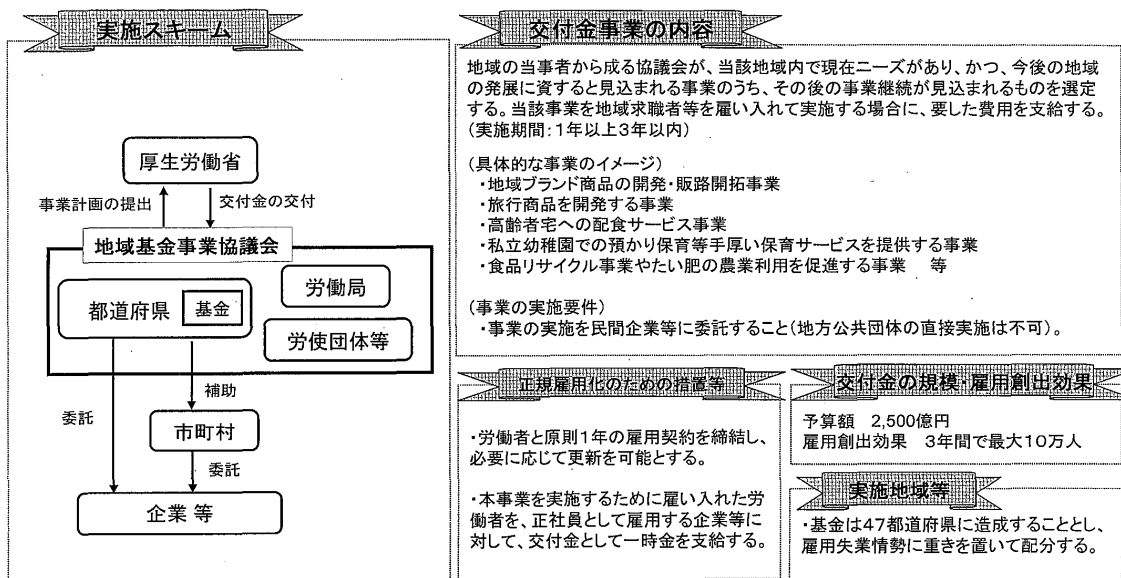 実施スキーム
厚生労働省
事業計画の提出
交付金の交付
地域基金事業協議会
都道府県
基金
労働局
労使団体等
補助
委託
市町村
委託
企業 等
交付金事業の内容
地域の当事者から成る協議会が、当該地域内で現在ニーズがあり、かつ、今後の地域
の発展に資すると見込まれる事業のうち、その後の事業継続が見込まれるものを選定
する。当該事業を地域求職者等を雇い入れて実施する場合に、要した費用を支給する。
(実施期間:1年以上3年以内)
(具体的な事業のイメージ)
・地域ブランド商品の開発・販路開拓事業
・旅行商品を開発する事業
・高齢者宅への配食サービス事業
・私立幼稚園での預かり保育等手厚い保育サービスを提供する事業
・食品リサイクル事業やたい肥の農業利用を促進する事業 等
(事業の実施要件)
・事業の実施を民間企業等に委託すること(地方公共団体の直接実施は不可)。
正規雇用化のための措置等
・労働者と原則1年の雇用契約を締結し、
必要に応じて更新を可能とする。
・本事業を実施するために雇い入れた労
働者を、正社員として雇用する企業等に
対して、交付金として一時金を支給する。
交付金の規模・雇用創出効果
予算額 2,500億円
雇用創出効果 3年間で最大10万人
実施地域等
・基金は47都道府県に造成することとし、
雇用失業情勢に重きを置いて配分する。